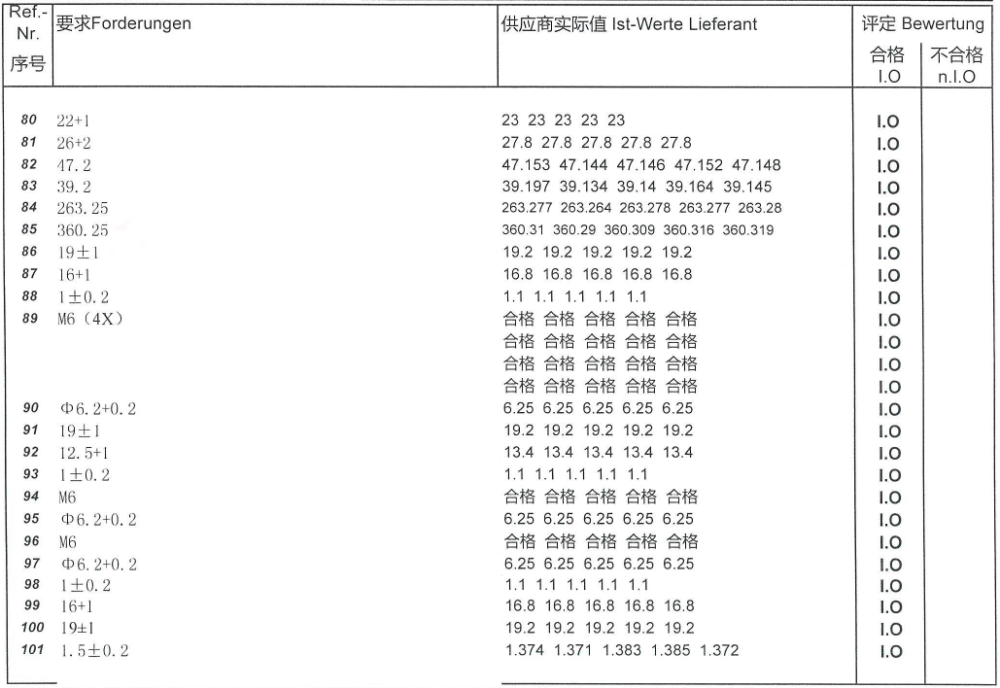 Ref.-Nr. 序号 要求Forderungen 供应商实际值 Ist-Werte Lieferant 评定 Bewertung
合格 I.O 不合格 n.I.O
80 22+1 23 23 23 23 23 I.O
81 26+2 27.8 27.8 27.8 27.8 27.8 I.O
82 47.2 47.153 47.144 47.146 47.152 47.148 I.O
83 39.2 39.197 39.134 39.14 39.164 39.145 I.O
84 263.25 263.277 263.264 263.278 263.277 263.28 I.O
85 360.25 360.31 360.29 360.309 360.316 360.319 I.O
86 19±1 19.2 19.2 19.2 19.2 19.2 I.O
87 16+1 16.8 16.8 16.8 16.8 16.8 I.O
88 1±0.2 1.1 1.1 1.1 1.1 1.1 I.O
89 M6（4X） 合格 合格 合格 合格 合格 I.O
合格 合格 合格 合格 合格 I.O
合格 合格 合格 合格 合格 I.O
合格 合格 合格 合格 合格 I.O
90 Φ6.2+0.2 6.25 6.25 6.25 6.25 6.25 I.O
91 19±1 19.2 19.2 19.2 19.2 19.2 I.O
92 12.5+1 13.4 13.4 13.4 13.4 13.4 I.O
93 1±0.2 1.1 1.1 1.1 1.1 1.1 I.O
94 M6 合格 合格 合格 合格 合格 I.O
95 Φ6.2+0.2 6.25 6.25 6.25 6.25 6.25 I.O
96 M6 合格 合格 合格 合格 合格 I.O
97 Φ6.2+0.2 6.25 6.25 6.25 6.25 6.25 I.O
98 1±0.2 1.1 1.1 1.1 1.1 1.1 I.O
99 16+1 16.8 16.8 16.8 16.8 16.8 I.O
100 19±1 19.2 19.2 19.2 19.2 19.2 I.O
101 1.5±0.2 1.374 1.371 1.383 1.385 1.372 I.O